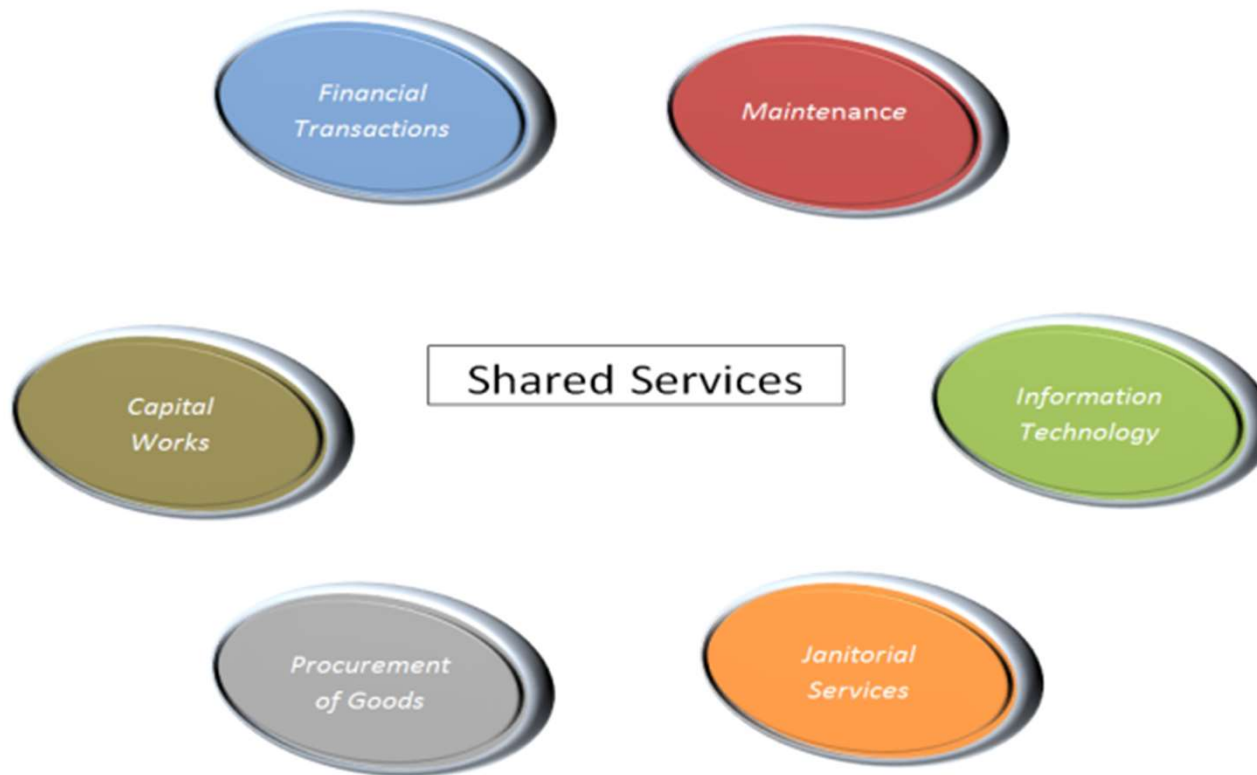 Financial
Transactions
Maintenance
Shared Services
Capital
Works
Information
Technology
Procurement
of Goods
Janitorial
Services